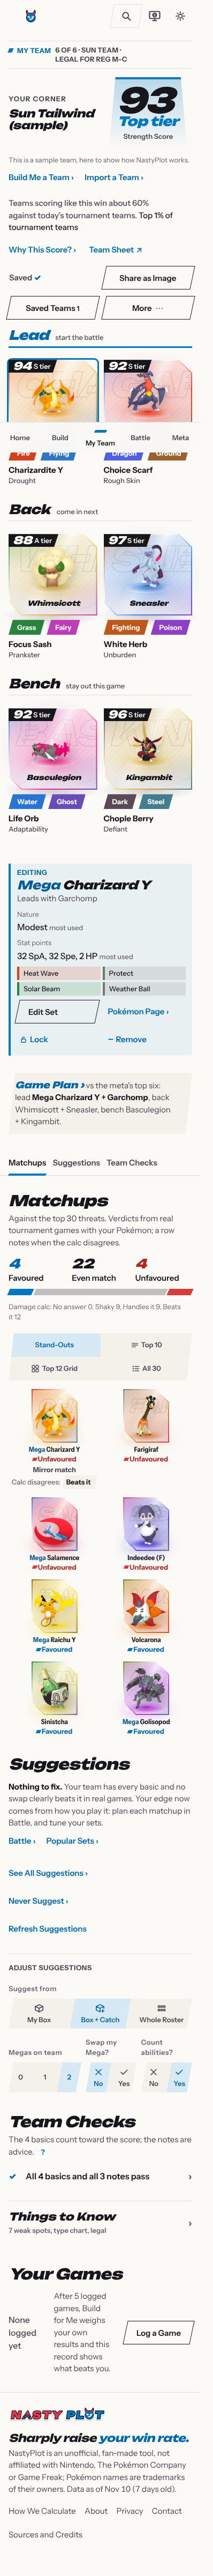 MY TEAM
6 OF 6 · SUN TEAM ·
LEGAL FOR REG M-C
YOUR CORNER
Sun Tailwind
(sample)
93
Top tier
Strength Score
This is a sample team, here to show how NastyPlot works.
Build Me a Team ›
Import a Team ›
Teams scoring like this win about 60%
against today's tournament teams. Top 1% of
tournament teams
Why This Score? ›
Team Sheet ↗
Saved ✓
Share as Image
Saved Teams 1
More ···
Lead start the battle
94 S tier
92 S tier
Fire
Flying
Dragon
Ground
Home
Build
My Team
Battle
Meta
Charizardite Y
Drought
Choice Scarf
Rough Skin
Back come in next
88 A tier
Whimsicott
97 S tier
Sneasler
Grass
Fairy
Fighting
Poison
Focus Sash
Prankster
White Herb
Unburden
Bench stay out this game
92 S tier
Basculegion
96 S tier
Kingambit
Water
Ghost
Dark
Steel
Life Orb
Adaptability
Chople Berry
Defiant
EDITING
Mega Charizard Y
Leads with Garchomp
Nature
Modest most used
Stat points
32 SpA, 32 Spe, 2 HP most used
Heat Wave
Protect
Solar Beam
Weather Ball
Edit Set
Pokémon Page ›
Lock
− Remove
Game Plan › vs the meta's top six:
lead Mega Charizard Y + Garchomp, back
Whimsicott + Sneasler, bench Basculegion
+ Kingambit.
Matchups
Suggestions
Team Checks
Matchups
Against the top 30 threats. Verdicts from real
tournament games with your Pokémon; a row
notes when the calc disagrees.
4
Favoured
22
Even match
4
Unfavoured
Damage calc: No answer 0, Shaky 9, Handles it 9, Beats
it 12
Stand-Outs
Top 10
Top 12 Grid
All 30
Mega Charizard Y
Unfavoured
Mirror match
Calc disagrees: Beats it
Farigiraf
Unfavoured
Mega Salamence
Unfavoured
Indeedee (F)
Unfavoured
Mega Raichu Y
Favoured
Volcarona
Favoured
Sinistcha
Favoured
Mega Golisopod
Favoured
Suggestions
Nothing to fix. Your team has every basic and no
swap clearly beats it in real games. Your edge now
comes from how you play it: plan each matchup in
Battle, and tune your sets.
Battle ›
Popular Sets ›
See All Suggestions ›
Never Suggest ›
Refresh Suggestions
ADJUST SUGGESTIONS
Suggest from
My Box
Box + Catch
Whole Roster
Megas on team
0
1
2
Swap my
Mega?
No
Yes
Count
abilities?
No
Yes
Team Checks
The 4 basics count toward the score; the notes are
advice. ?
✓ All 4 basics and all 3 notes pass ›
Things to Know
7 weak spots, type chart, legal ›
Your Games
None
logged
yet
After 5 logged
games, Build
for Me weighs
your own
results and this
record shows
what beats you.
Log a Game
NASTY PLOT
Sharply raise your win rate.
NastyPlot is an unofficial, fan-made tool, not
affiliated with Nintendo, The Pokémon Company
or Game Freak; Pokémon names are trademarks
of their owners. Data as of Nov 10 (7 days old).
How We Calculate
About
Privacy
Contact
Sources and Credits